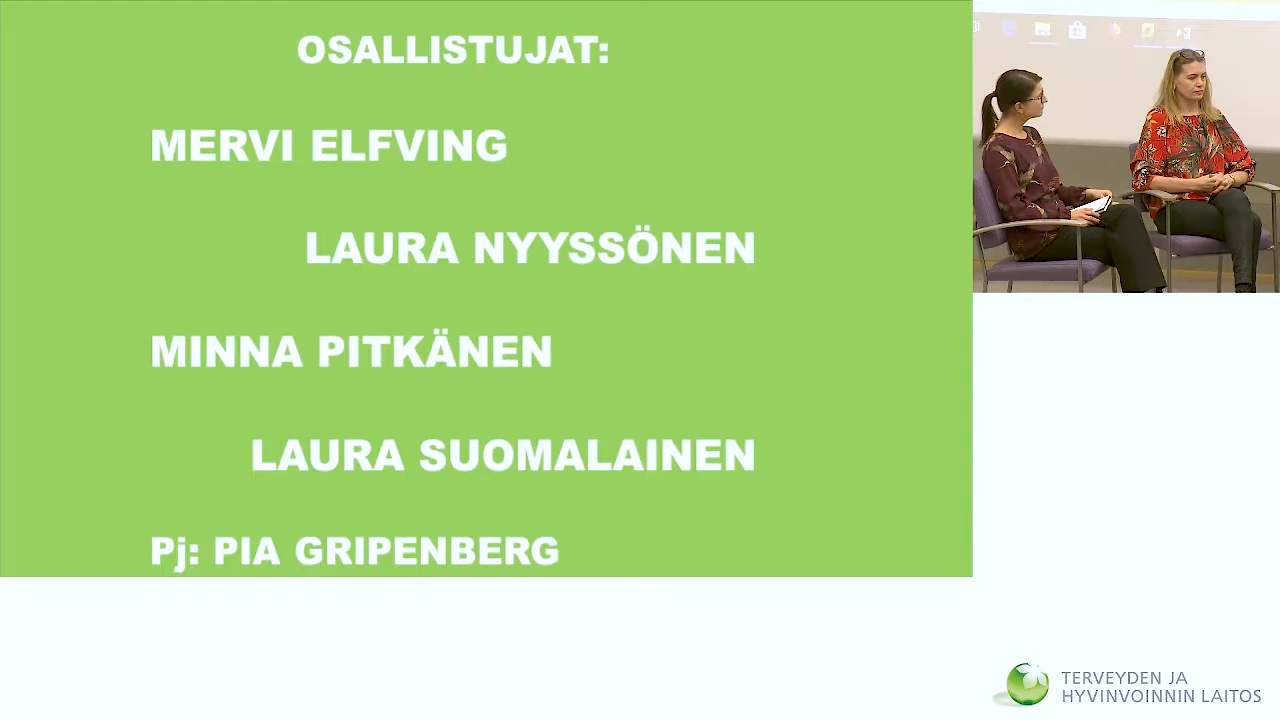 OSALLISTUJAT:
MERVI ELFVING
LAURA NYYSSÖNEN
MINNA PITKÄNEN
LAURA SUOMALAINEN
Pj: PIA GRIPENBERG
TERVEYDEN JA
HYVINVOINNIN LAITOS